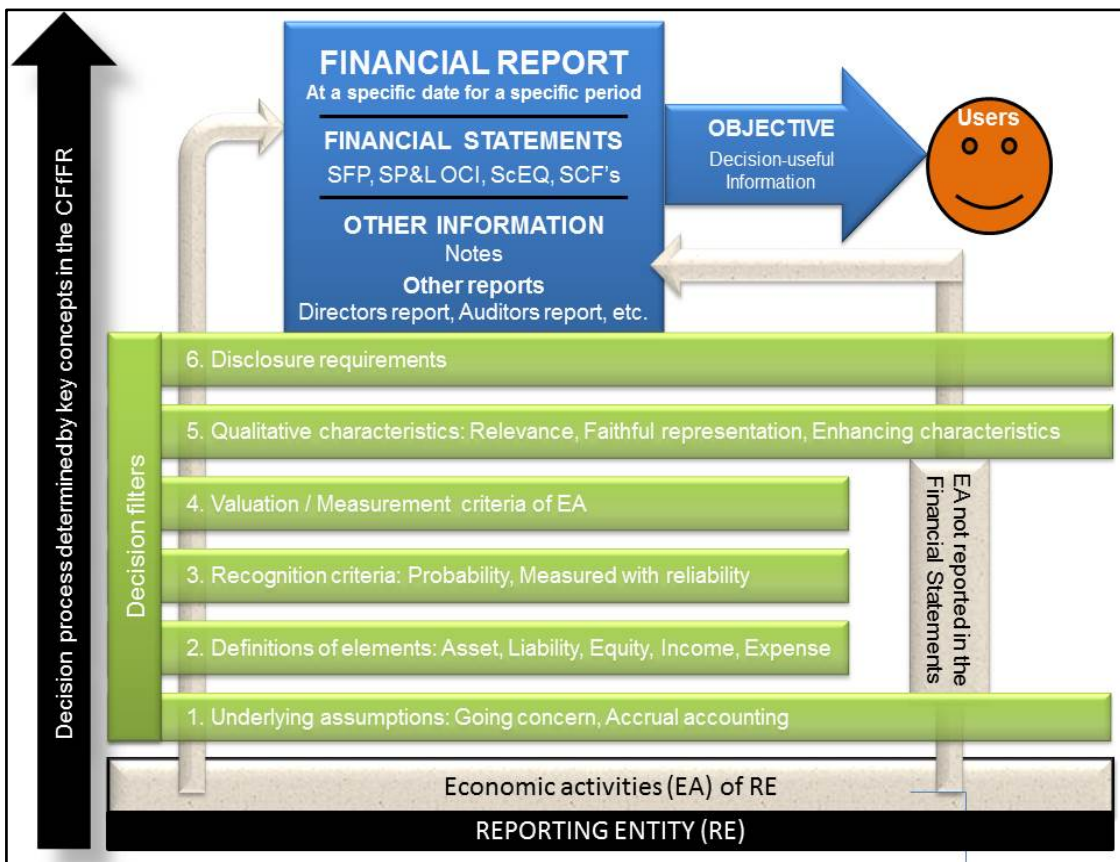 FINANCIAL REPORT
At a specific date for a specific period
FINANCIAL STATEMENTS
SFP, SP&L OCI, ScEQ, SCF's
OTHER INFORMATION
Notes
Other reports
Directors report, Auditors report, etc.
OBJECTIVE
Decision-useful
Information
Users
Decision process determined by key concepts in the CFfFR
Decision filters
6. Disclosure requirements
5. Qualitative characteristics: Relevance, Faithful representation, Enhancing characteristics
4. Valuation / Measurement criteria of EA
3. Recognition criteria: Probability, Measured with reliability
2. Definitions of elements: Asset, Liability, Equity, Income, Expense
1. Underlying assumptions: Going concern, Accrual accounting
EA not reported in the
Financial Statements
Economic activities (EA) of RE
REPORTING ENTITY (RE)